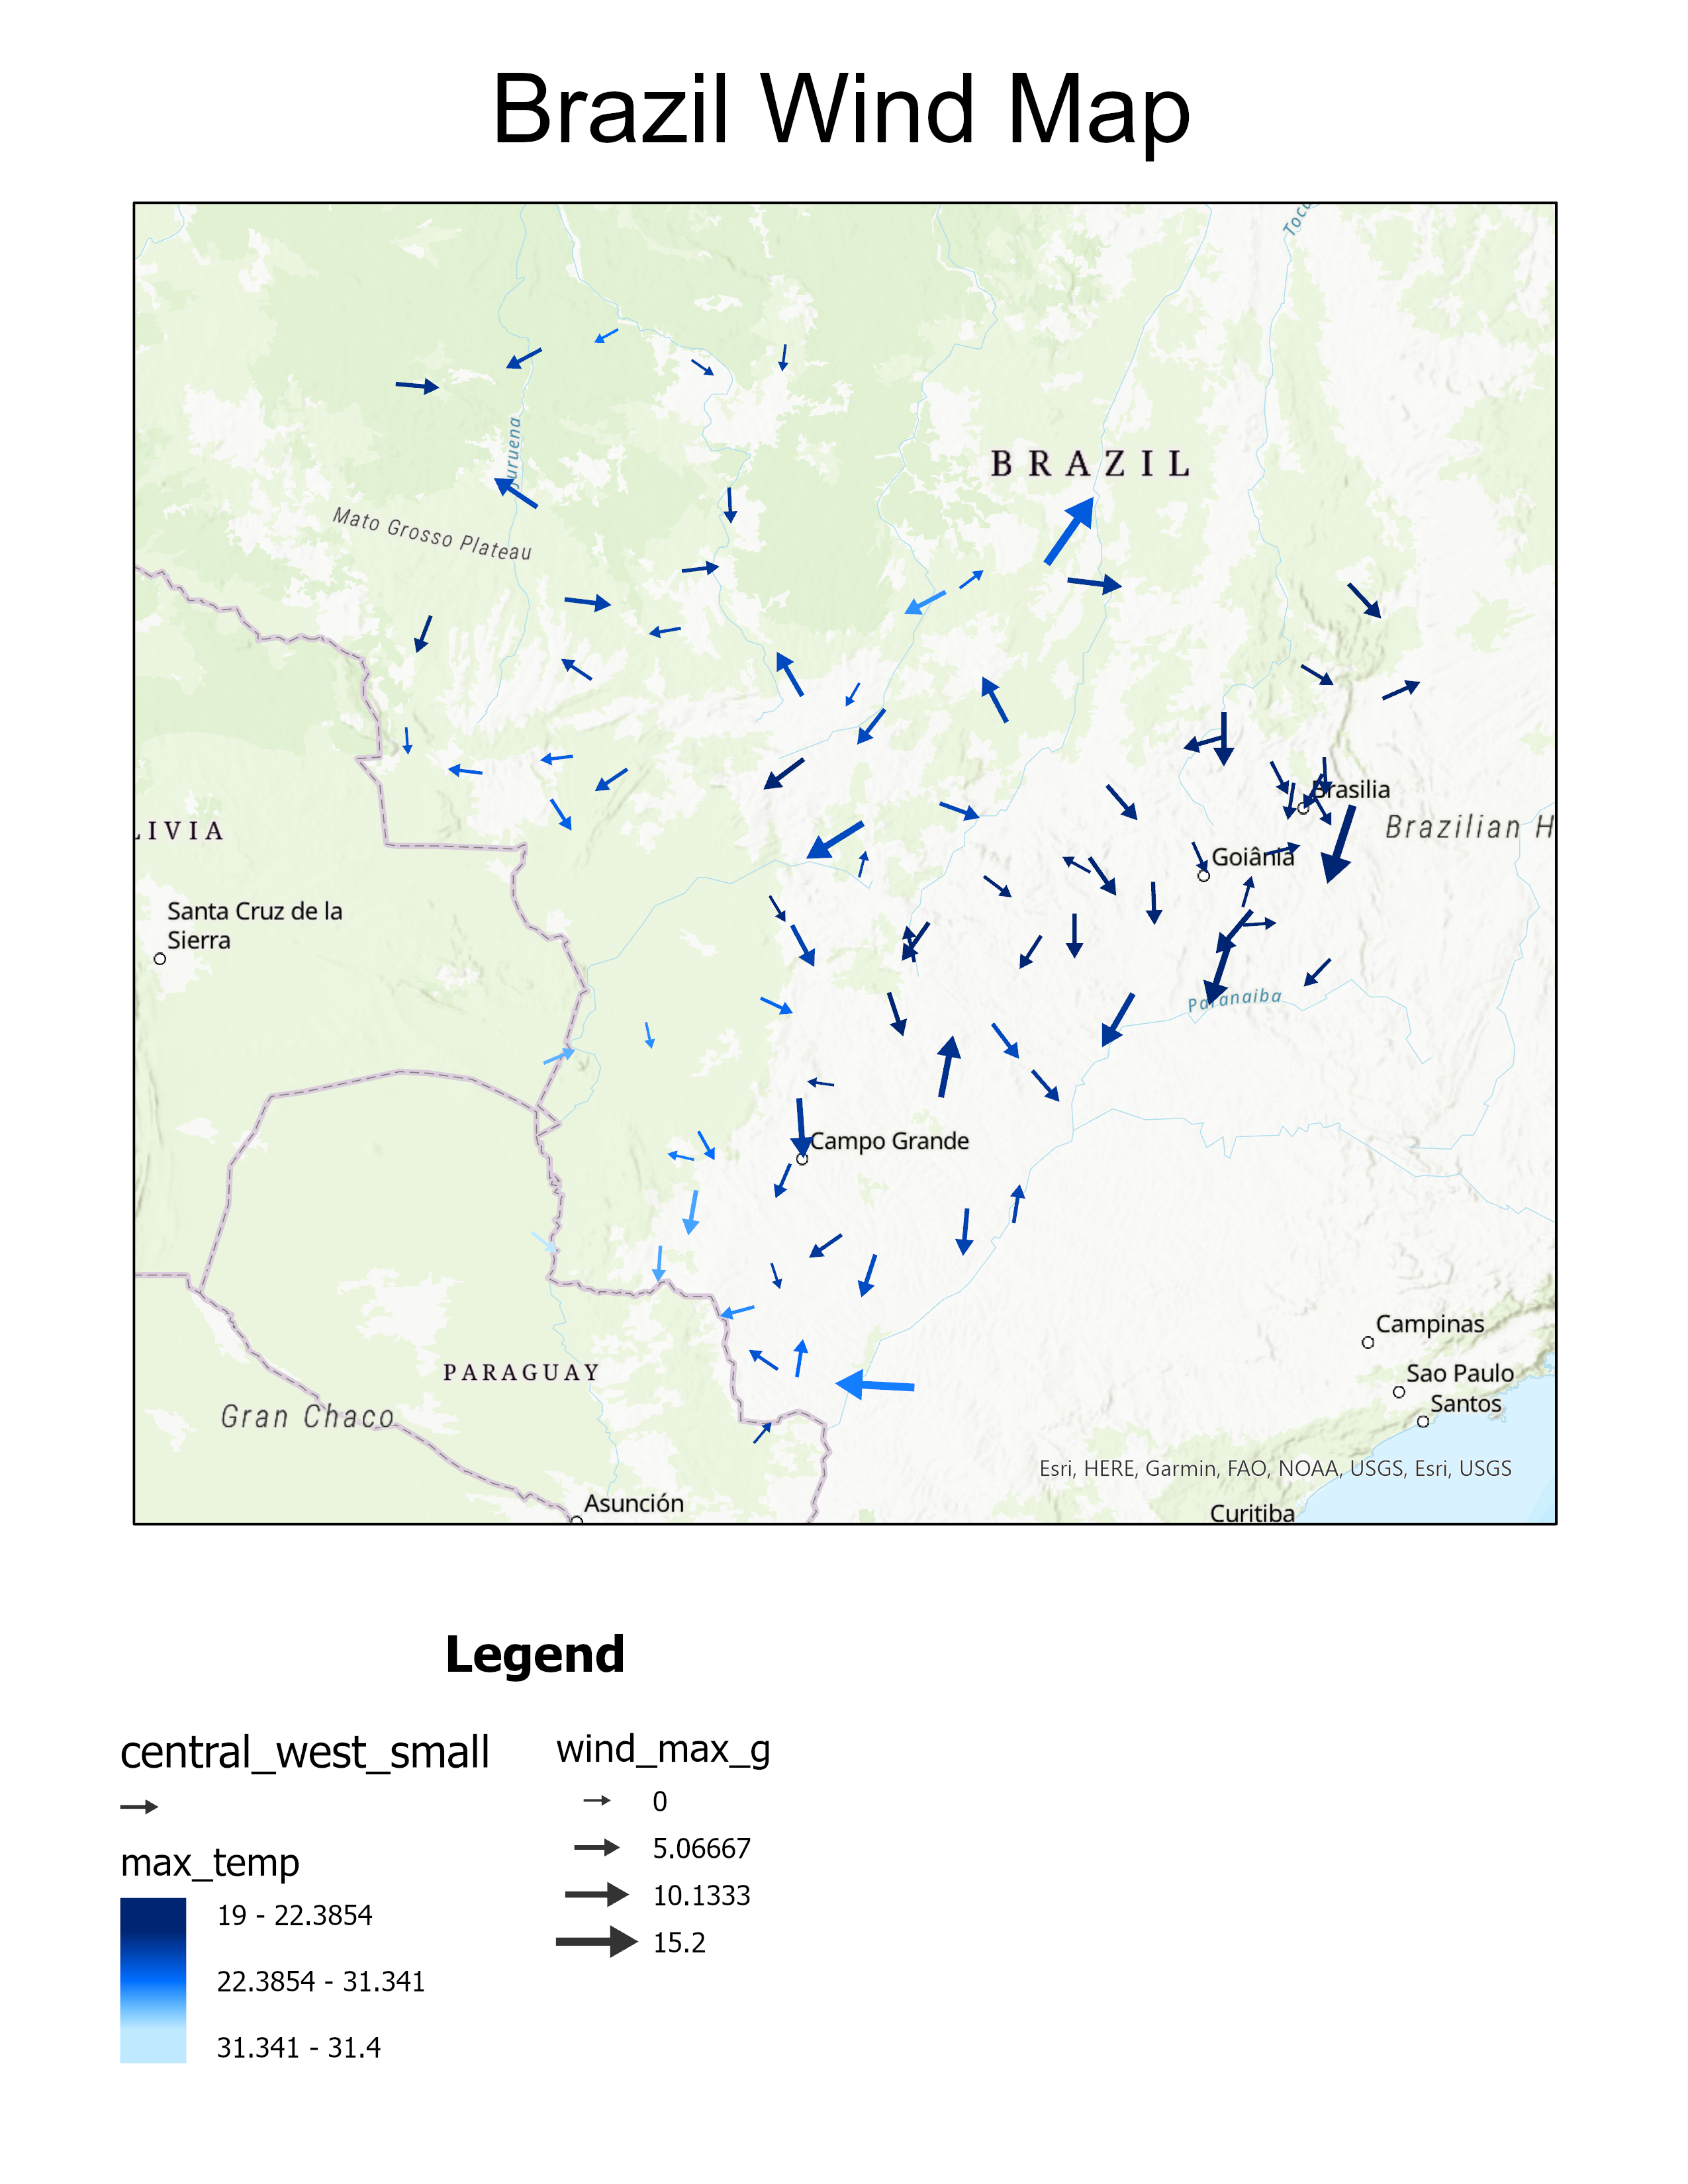 Brazil Wind Map
Toca
BRAZIL
Juruena
Mato Grosso Plateau
Brasilia
LIVIA
Brazilian H
Goiânia
Santa Cruz de la
Sierra
Paranaiba
Campo Grande
Campinas
PARAGUAY
Sao Paulo
Santos
Gran Chaco
Esri, HERE, Garmin, FAO, NOAA, USGS, Esri, USGS
Asunción
Curitiba
Legend
central_west_small
max_temp
19 - 22.3854
22.3854 - 31.341
31.341 - 31.4
wind_max_g
0
5.06667
10.1333
15.2